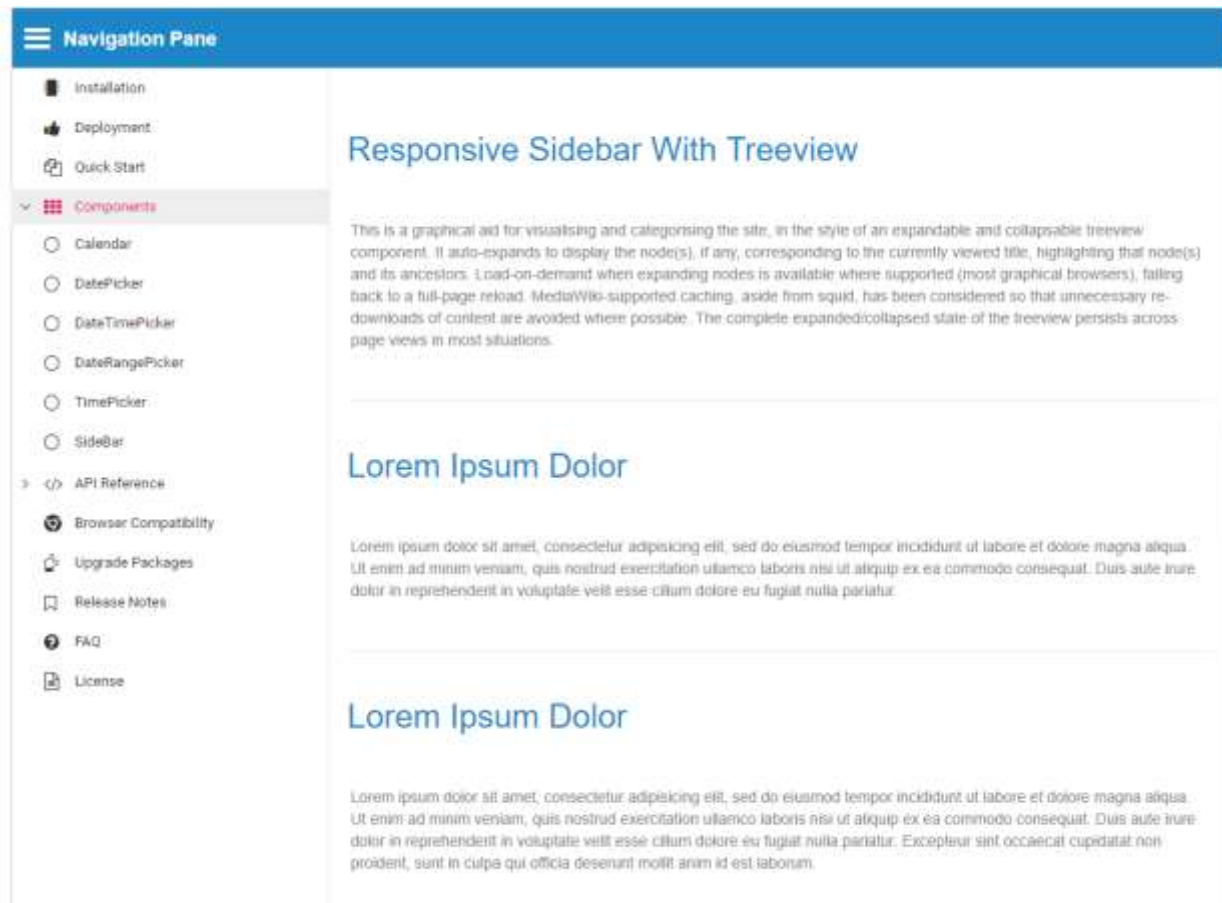 Navigation Pane
Installation
Deployment
Quick Start
Components
Calendar
DatePicker
DateTimePicker
DateRangePicker
TimePicker
SideBar
API Reference
Browser Compatibility
Upgrade Packages
Release Notes
FAQ
License
Responsive Sidebar With Treeview
This is a graphical aid for visualising and categorising the site, in the style of an expandable and collapsable treeview
component. It auto-expands to display the node(s), if any, corresponding to the currently viewed title, highlighting that node(s)
and its ancestors. Load-on-demand when expanding nodes is available where supported (most graphical browsers), falling
back to a full-page reload. MediaWiki-supported caching, aside from squid, has been considered so that unnecessary re-
downloads of content are avoided where possible. The complete expanded/collapsed state of the treeview persists across
page views in most situations.
Lorem Ipsum Dolor
Lorem ipsum dolor sit amet, consectetur adipisicing elit, sed do eiusmod tempor incididunt ut labore et dolore magna aliqua.
Ut enim ad minim veniam, quis nostrud exercitation ullamco laboris nisi ut aliquip ex ea commodo consequat. Duis aute irure
dolor in reprehenderit in voluptate velit esse cillum dolore eu fugiat nulla pariatur.
Lorem Ipsum Dolor
Lorem ipsum dolor sit amet, consectetur adipisicing elit, sed do eiusmod tempor incididunt ut labore et dolore magna aliqua.
Ut enim ad minim veniam, quis nostrud exercitation ullamco laboris nisi ut aliquip ex ea commodo consequat. Duis aute irure
dolor in reprehenderit in voluptate velit esse cillum dolore eu fugiat nulla pariatur. Excepteur sint occaecat cupidatat non
proident, sunt in culpa qui officia deserunt mollit anim id est laborum.